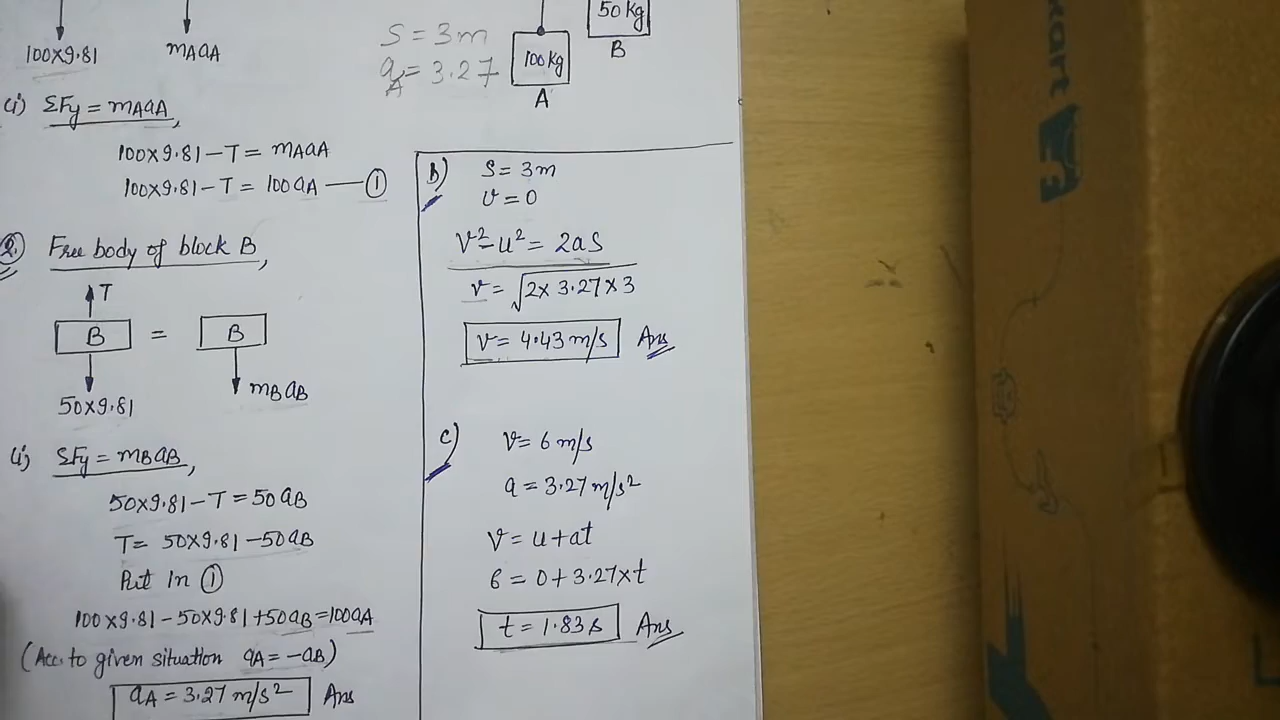 100×9.81
mAaA
S = 3m
aA = 3.27
100kg
A
50 kg
B
(i) ΣFy = mAaA,
100×9.81 – T = mAaA
100×9.81 – T = 100aA — ①
2. Free body of block B,
T
B = B
50×9.81
mBaB
(i) ΣFy = mBaB,
50×9.81 – T = 50aB
T = 50×9.81 – 50aB
Put In ①
100×9.81 – 50×9.81 + 50aB = 100aA
(Acc. to given situation aA = –aB)
aA = 3.27 m/s² Ans
B) S = 3m
v = 0
v² – u² = 2aS
v = √2× 3.27×3
v = 4.43 m/s Ans
C) v = 6 m/s
a = 3.27 m/s²
v = u + at
6 = 0 + 3.27×t
t = 1.83s Ans
kart